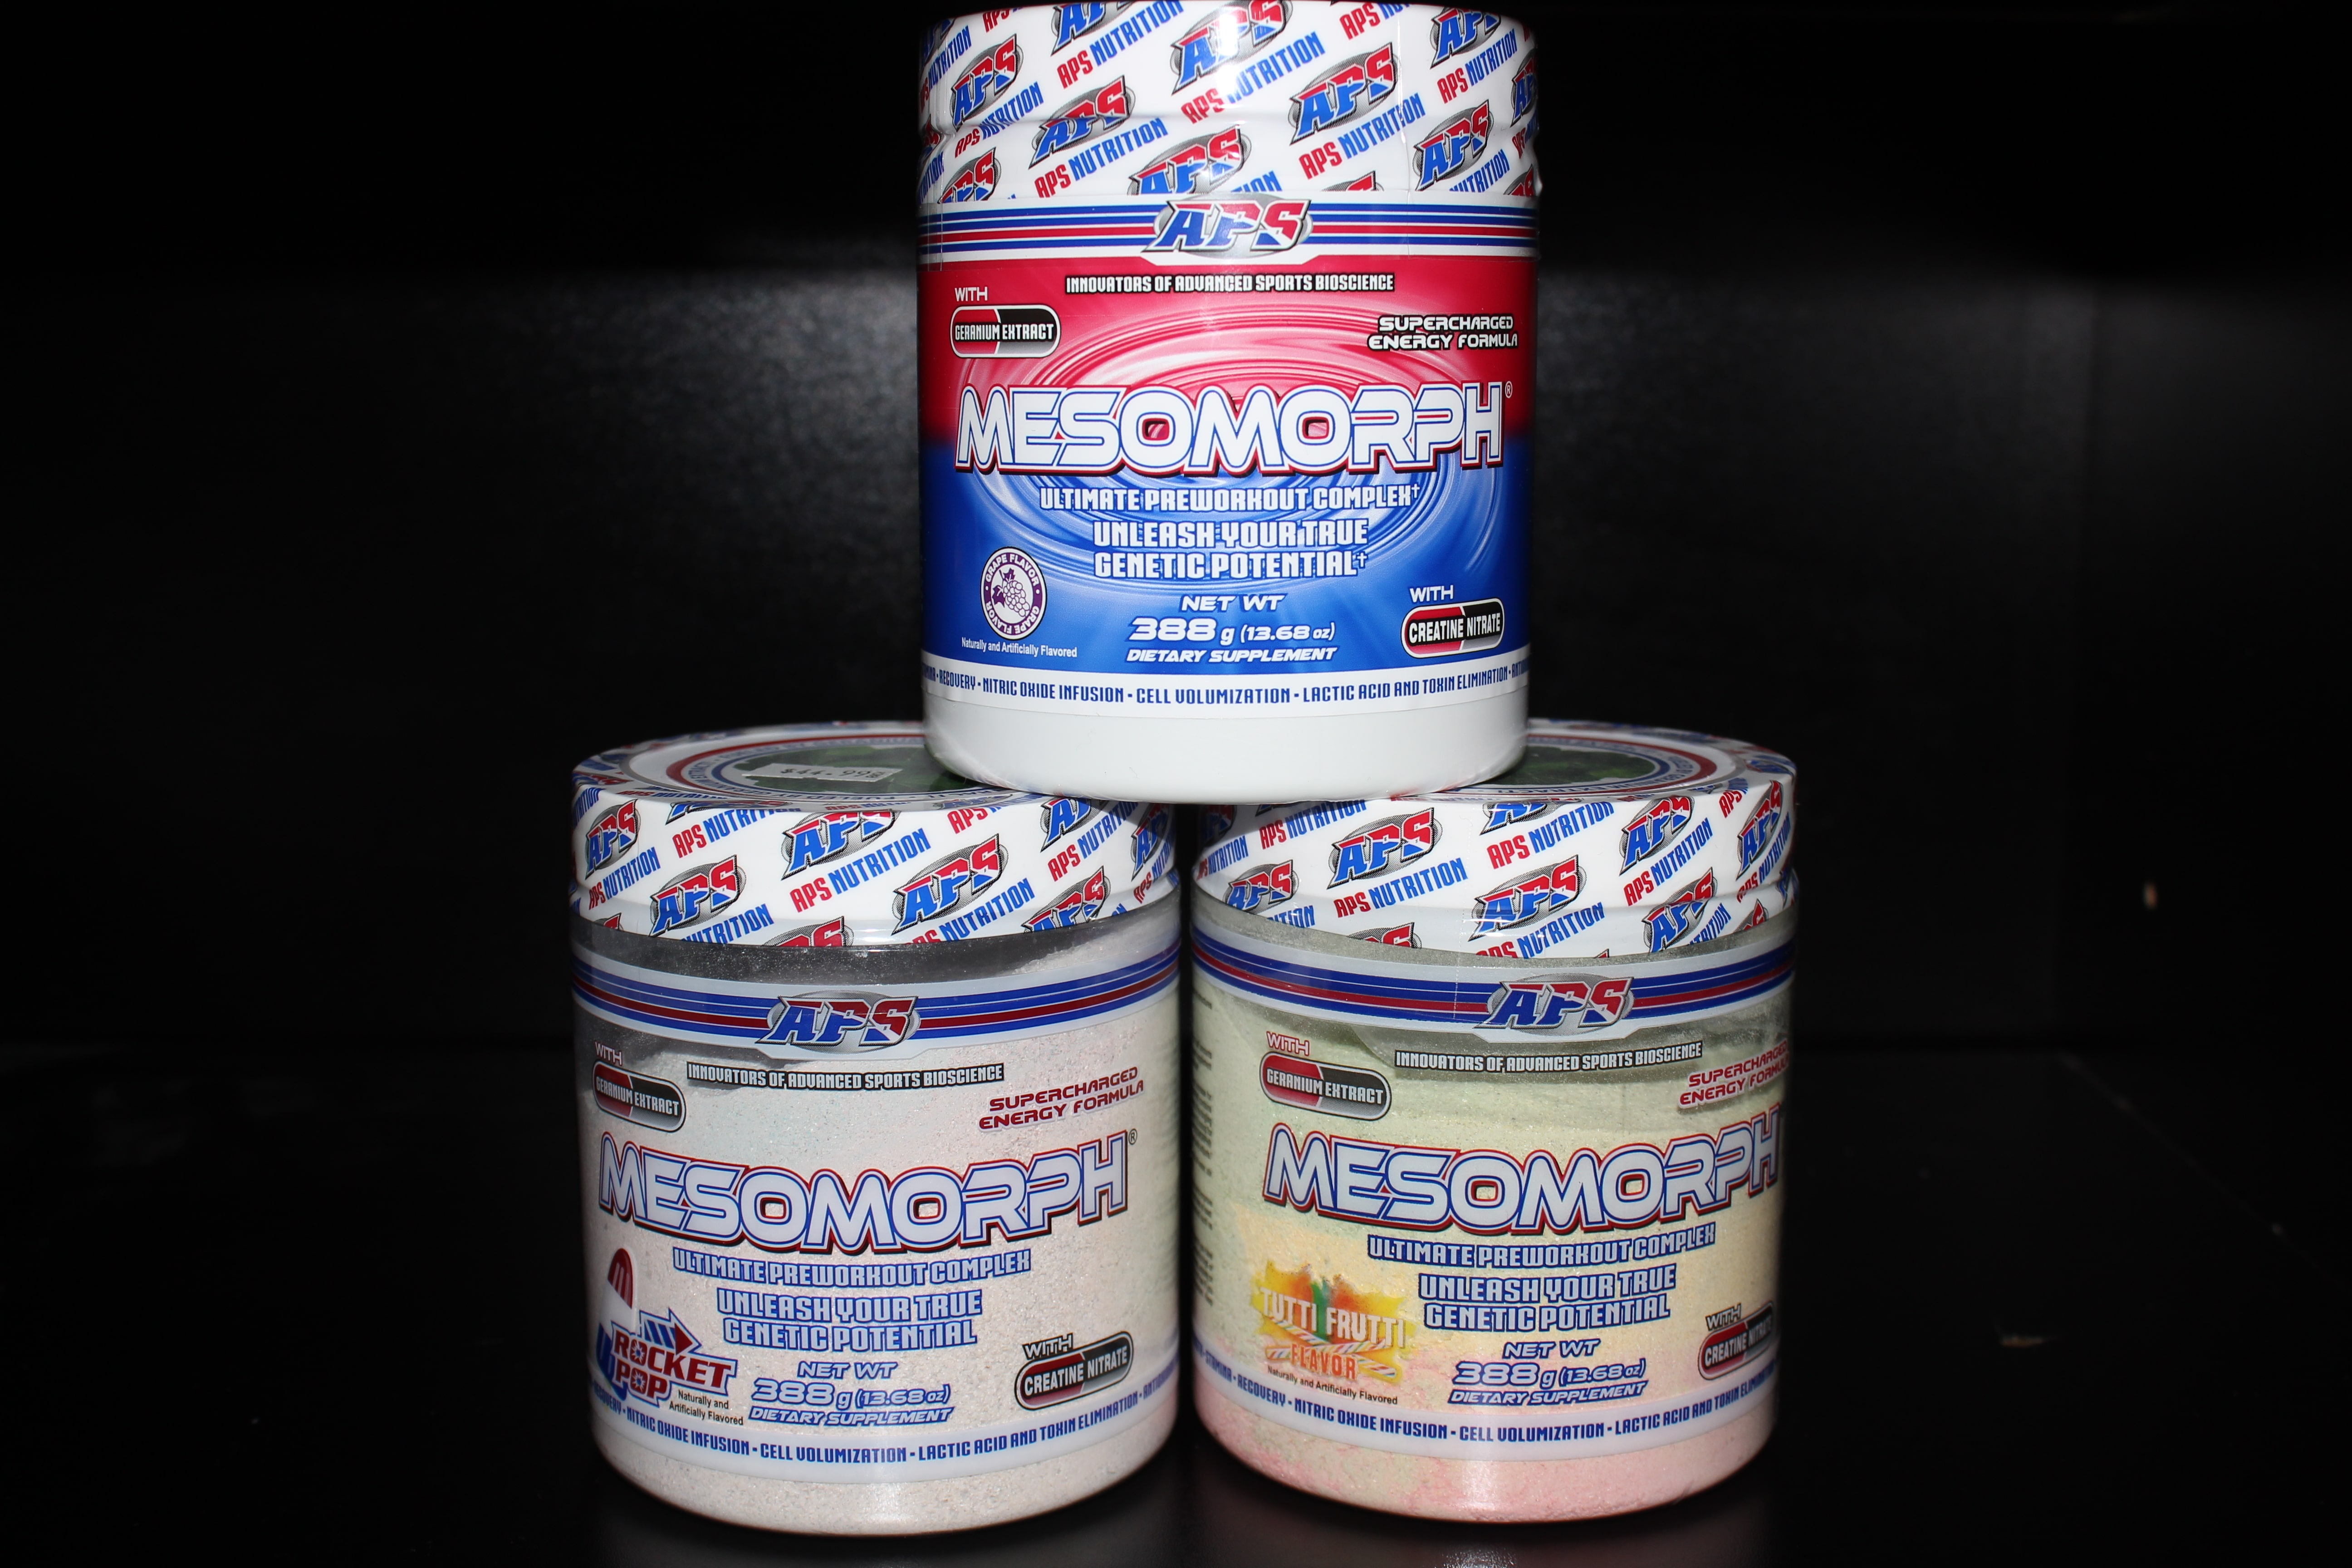 APS NUTRITION
APS
INNOVATORS OF ADVANCED SPORTS BIOSCIENCE
WITH
GERANIUM EXTRACT
SUPERCHARGED
ENERGY FORMULA
MESOMORPH®
ULTIMATE PREWORKOUT COMPLEX†
UNLEASH YOUR TRUE
GENETIC POTENTIAL†
GRAPE FLAVOR • GRAPE FLAVOR
Naturally and Artificially Flavored
NET WT
388 g (13.68 oz)
DIETARY SUPPLEMENT
WITH
CREATINE NITRATE
RECOVERY • NITRIC OXIDE INFUSION • CELL VOLUMIZATION • LACTIC ACID AND TOXIN ELIMINATION •
$44.99
APS NUTRITION
APS
WITH
GERANIUM EXTRACT
INNOVATORS OF ADVANCED SPORTS BIOSCIENCE
SUPERCHARGED
ENERGY FORMULA
MESOMORPH®
ULTIMATE PREWORKOUT COMPLEX
UNLEASH YOUR TRUE
GENETIC POTENTIAL
ROCKET
POP
Naturally and
Artificially Flavored
NET WT
388 g (13.68 oz)
DIETARY SUPPLEMENT
WITH
CREATINE NITRATE
RECOVERY • NITRIC OXIDE INFUSION • CELL VOLUMIZATION • LACTIC ACID AND TOXIN ELIMINATION •
APS NUTRITION
APS
WITH
GERANIUM EXTRACT
INNOVATORS OF ADVANCED SPORTS BIOSCIENCE
SUPERCHARGED
ENERGY FORMULA
MESOMORPH
ULTIMATE PREWORKOUT COMPLEX
UNLEASH YOUR TRUE
GENETIC POTENTIAL
TUTTI FRUTTI
FLAVOR
Naturally and Artificially Flavored
NET WT
388 g (13.68 oz)
DIETARY SUPPLEMENT
WITH
CREATINE NITRATE
STAMINA • RECOVERY • NITRIC OXIDE INFUSION • CELL VOLUMIZATION • LACTIC ACID AND TOXIN